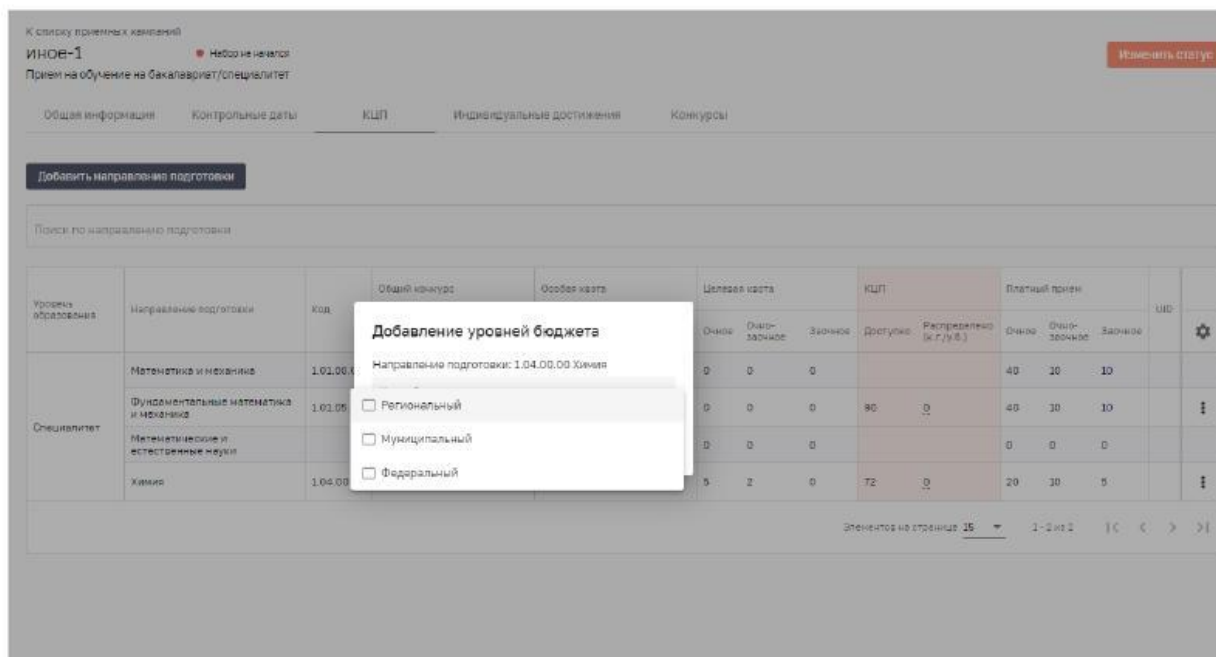 К списку приемных кампаний
иное-1
Набор не начался
Изменить статус
Прием на обучение на бакалавриат/специалитет
Общая информация Контрольные даты КЦП Индивидуальные достижения Конкурсы
Добавить направление подготовки
Поиск по направлению подготовки
Уровень образования Направление подготовки Код Общий конкурс Особая квота Целевая квота КЦП Платный прием UID
Очное Очно-заочное Заочное Доступно Распределено (к.г./у.б.) Очное Очно-заочное Заочное
Добавление уровней бюджета
Направление подготовки: 1.04.00.00 Химия
Региональный
Муниципальный
Федеральный
Специалитет
Математика и механика 1.01.00.0 0 0 0 40 10 10
Фундаментальные математика и механика 1.01.05 0 0 0 90 0 40 10 10
Математические и естественные науки 0 0 0 0 0 0
Химия 1.04.00 5 2 0 72 0 20 10 5
Элементов на странице 15 1 - 2 из 2